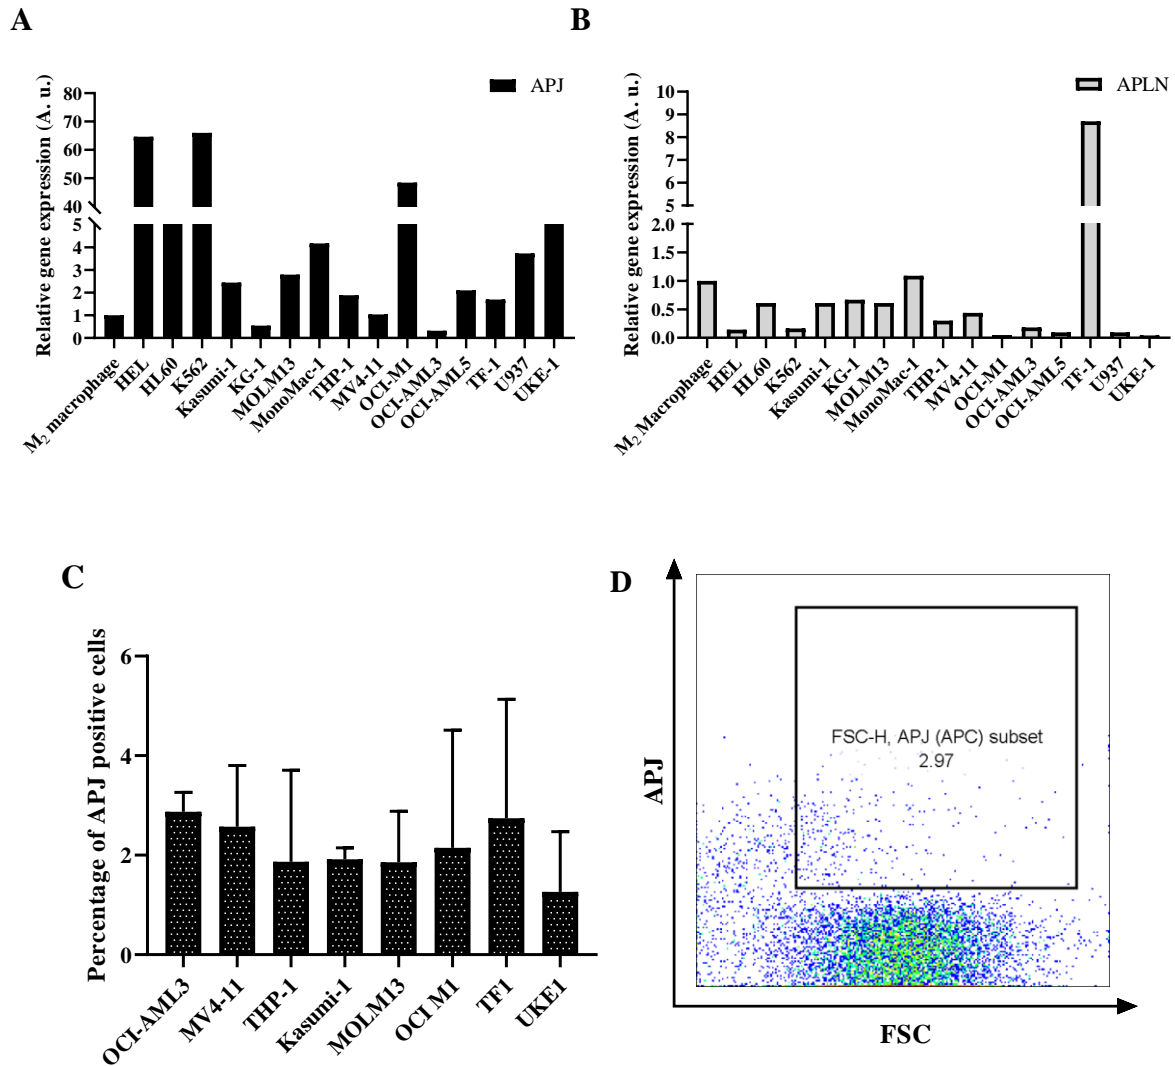 A
B
APJ
APLN
Relative gene expression (A. u.)
80
70
60
50
40
5
4
3
2
1
0
M2 macrophage
HEL
HL60
K562
Kasumi-1
KG-1
MOLM13
MonoMac-1
THP-1
MV4-11
OCI-M1
OCI-AML3
OCI-AML5
TF-1
U937
UKE-1
Relative gene expression (A. u.)
10
9
8
7
6
5
2.0
1.5
1.0
0.5
0.0
M2 Macrophage
HEL
HL60
K562
Kasumi-1
KG-1
MOLM13
MonoMac-1
THP-1
MV4-11
OCI-M1
OCI-AML3
OCI-AML5
TF-1
U937
UKE-1
C
Percentage of APJ positive cells
6
4
2
0
OCI-AML3
MV4-11
THP-1
Kasumi-1
MOLM13
OCI M1
TF1
UKE1
D
APJ
FSC-H, APJ (APC) subset
2.97
FSC